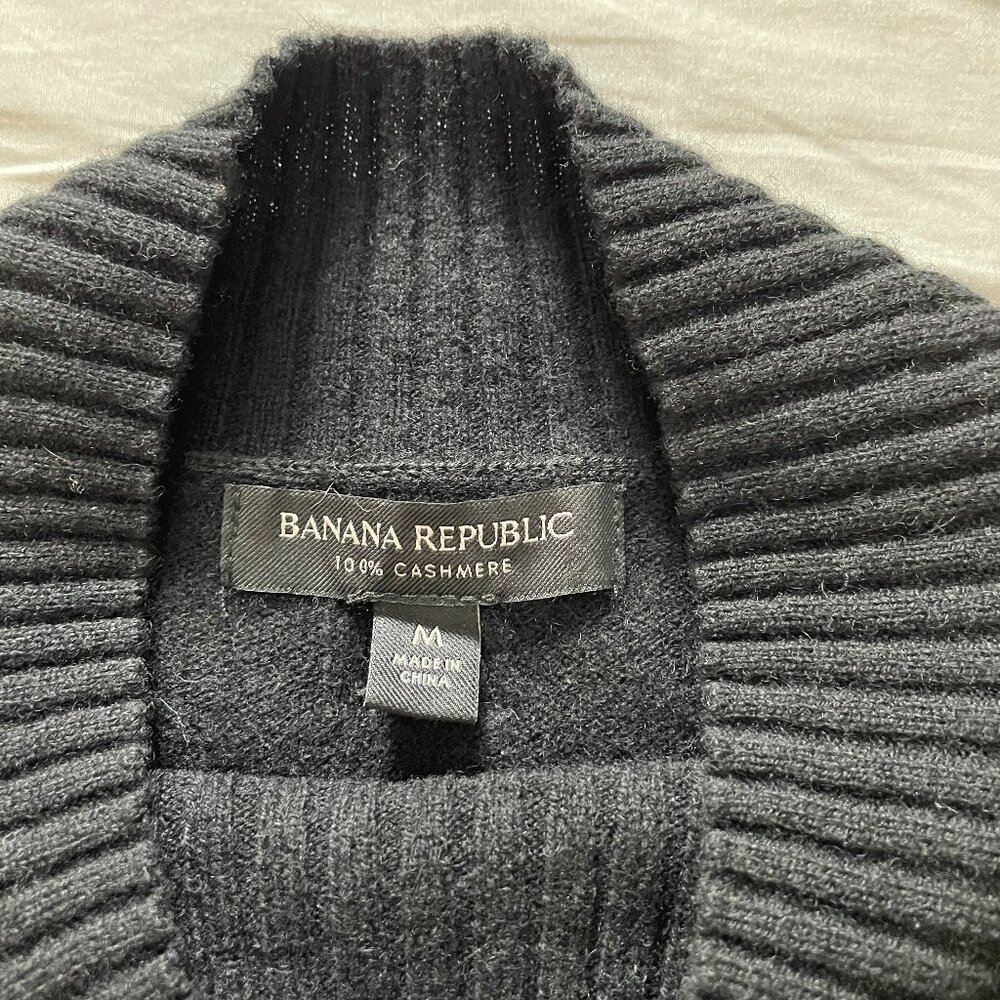 BANANA REPUBLIC
100% CASHMERE
M
MADE IN
CHINA